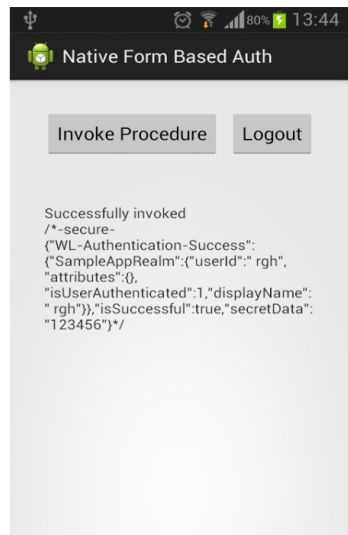 80% 13:44
Native Form Based Auth
Invoke Procedure Logout
Successfully invoked
/*-secure-
{"WL-Authentication-Success":
{"SampleAppRealm":{"userId":" rgh",
"attributes":{},
"isUserAuthenticated":1,"displayName":
" rgh"}},"isSuccessful":true,"secretData":
"123456"}*/